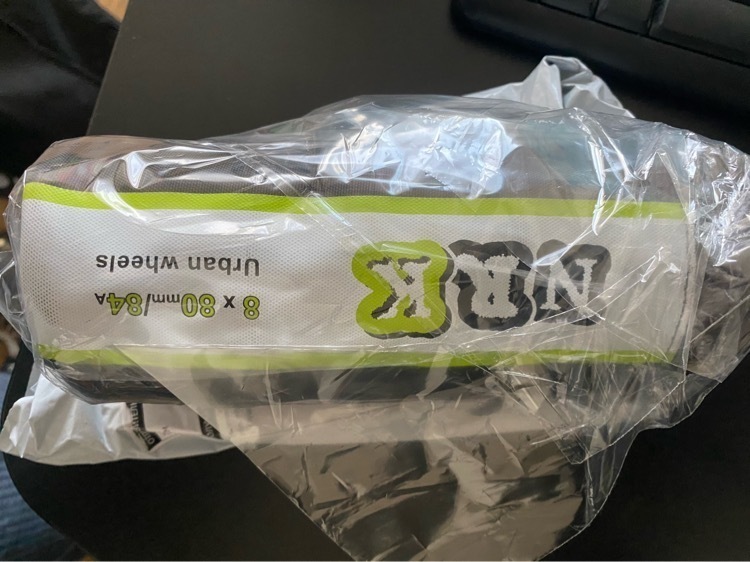 NRK
8 x 80mm/84A
Urban wheels